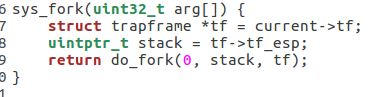 6 sys_fork(uint32_t arg[]) {
7     struct trapframe *tf = current->tf;
8     uintptr_t stack = tf->tf_esp;
9     return do_fork(0, stack, tf);
0 }